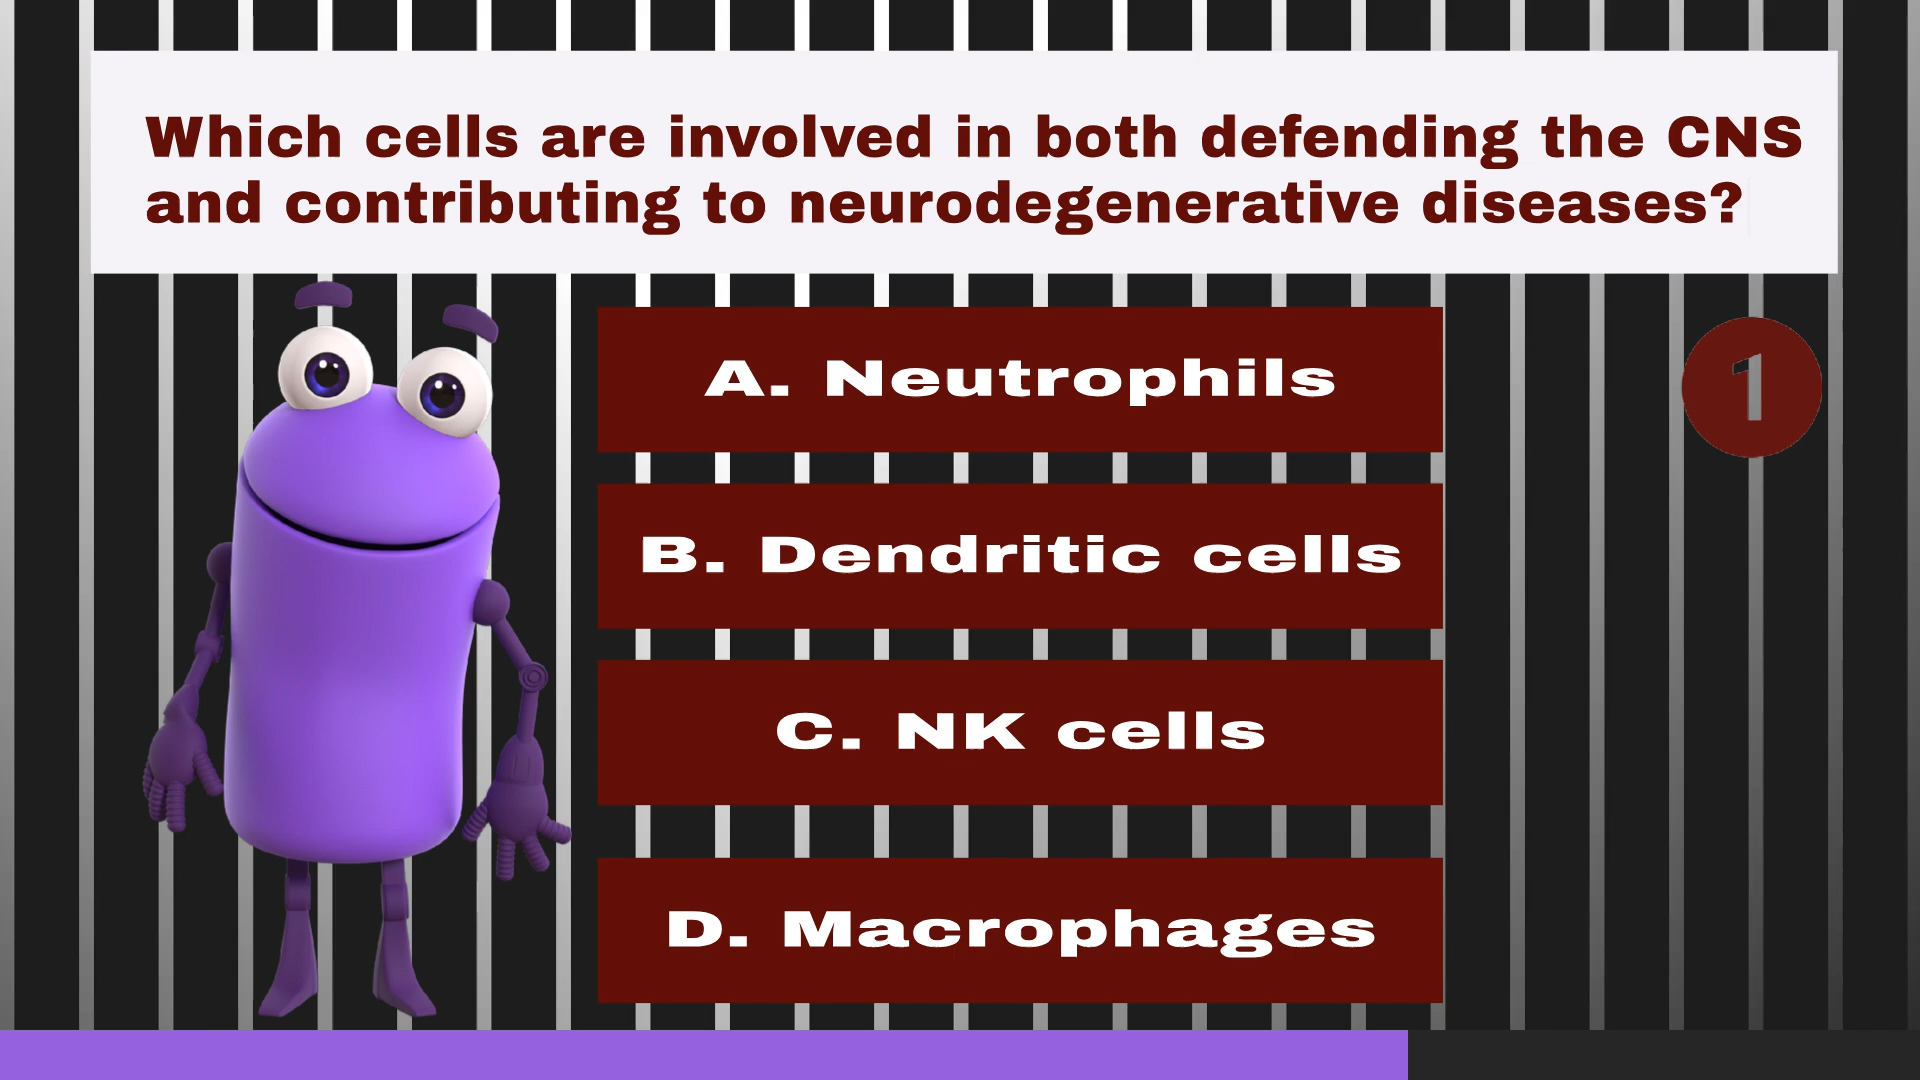 Which cells are involved in both defending the CNS
and contributing to neurodegenerative diseases?
A. Neutrophils
1
B. Dendritic cells
C. NK cells
D. Macrophages